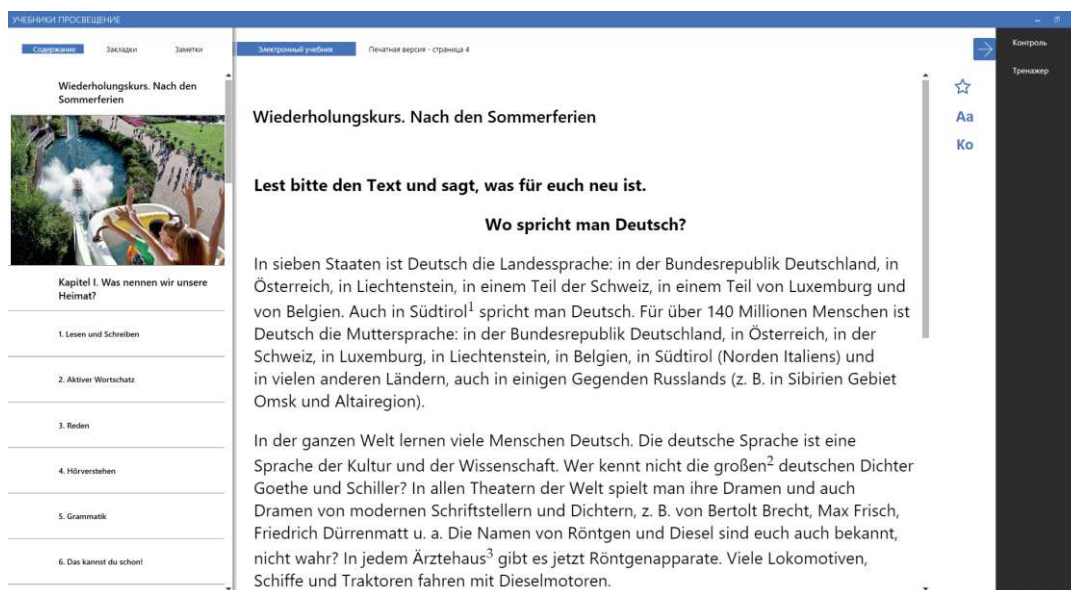 УЧЕБНИКИ ПРОСВЕЩЕНИЕ
Содержание
Закладки
Заметки
Wiederholungskurs. Nach den
Sommerferien
Kapitel I. Was nennen wir unsere
Heimat?
1. Lesen und Schreiben
2. Aktiver Wortschatz
3. Reden
4. Hörverstehen
5. Grammatik
6. Das kannst du schon!
Электронный учебник
Печатная версия - страница 4
Wiederholungskurs. Nach den Sommerferien
Lest bitte den Text und sagt, was für euch neu ist.
Wo spricht man Deutsch?
In sieben Staaten ist Deutsch die Landessprache: in der Bundesrepublik Deutschland, in
Österreich, in Liechtenstein, in einem Teil der Schweiz, in einem Teil von Luxemburg und
von Belgien. Auch in Südtirol¹ spricht man Deutsch. Für über 140 Millionen Menschen ist
Deutsch die Muttersprache: in der Bundesrepublik Deutschland, in Österreich, in der
Schweiz, in Luxemburg, in Liechtenstein, in Belgien, in Südtirol (Norden Italiens) und
in vielen anderen Ländern, auch in einigen Gegenden Russlands (z. B. in Sibirien Gebiet
Omsk und Altairegion).
In der ganzen Welt lernen viele Menschen Deutsch. Die deutsche Sprache ist eine
Sprache der Kultur und der Wissenschaft. Wer kennt nicht die großen² deutschen Dichter
Goethe und Schiller? In allen Theatern der Welt spielt man ihre Dramen und auch
Dramen von modernen Schriftstellern und Dichtern, z. B. von Bertolt Brecht, Max Frisch,
Friedrich Dürrenmatt u. a. Die Namen von Röntgen und Diesel sind euch auch bekannt,
nicht wahr? In jedem Ärztehaus³ gibt es jetzt Röntgenapparate. Viele Lokomotiven,
Schiffe und Traktoren fahren mit Dieselmotoren.
Aa
Ko
Контроль
Тренажер